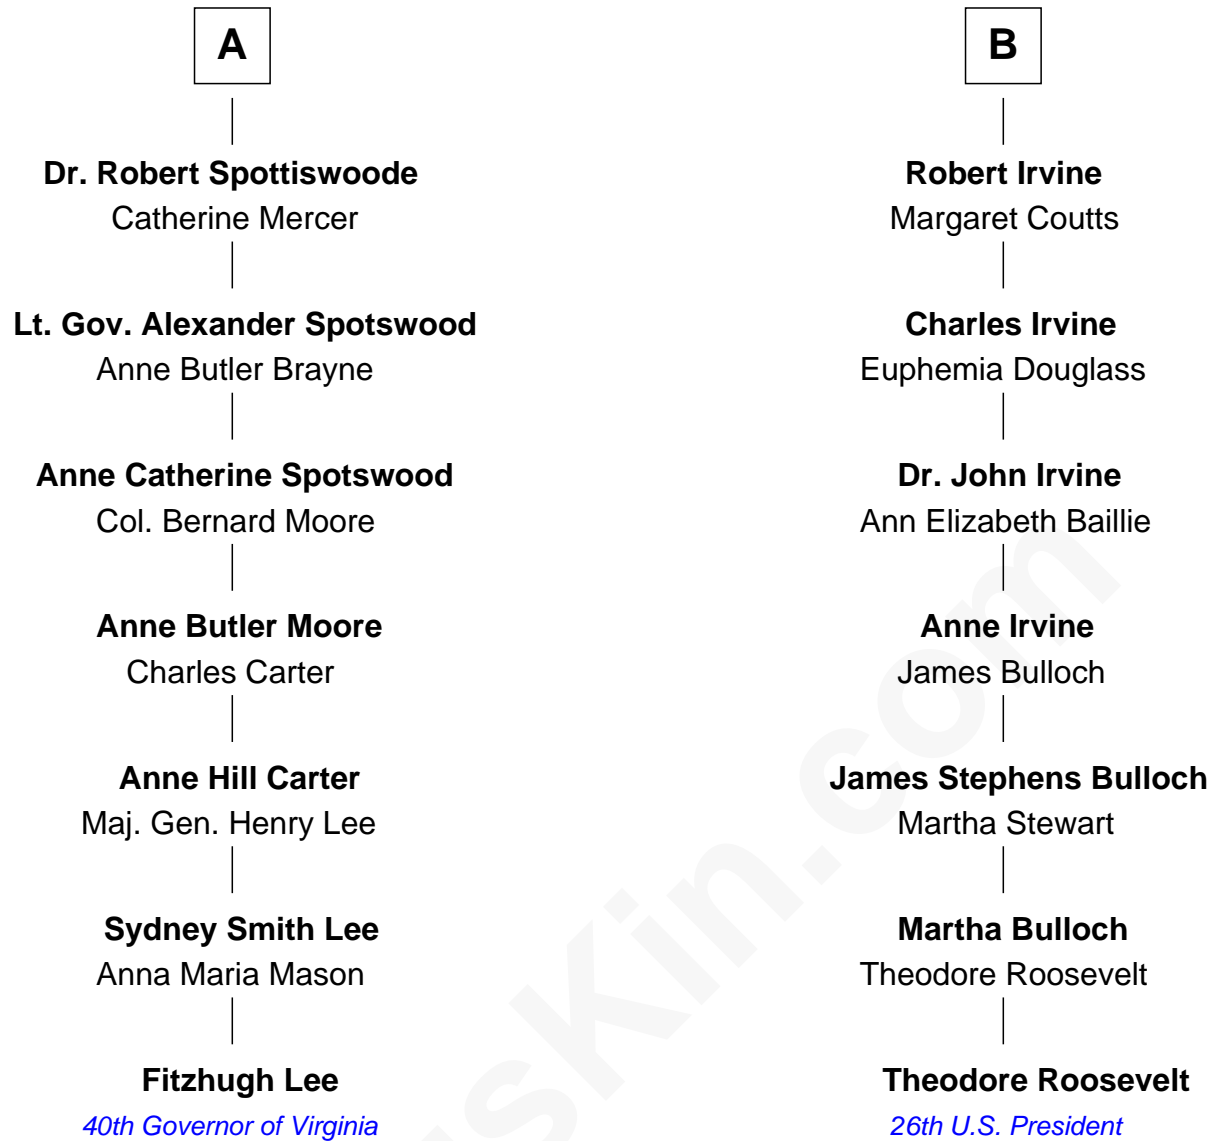 A
Dr. Robert Spottiswoode
Catherine Mercer
Lt. Gov. Alexander Spotswood
Anne Butler Brayne
Anne Catherine Spotswood
Col. Bernard Moore
Anne Butler Moore
Charles Carter
Anne Hill Carter
Maj. Gen. Henry Lee
Sydney Smith Lee
Anna Maria Mason
Fitzhugh Lee
40th Governor of Virginia
B
Robert Irvine
Margaret Coutts
Charles Irvine
Euphemia Douglass
Dr. John Irvine
Ann Elizabeth Baillie
Anne Irvine
James Bulloch
James Stephens Bulloch
Martha Stewart
Martha Bulloch
Theodore Roosevelt
Theodore Roosevelt
26th U.S. President